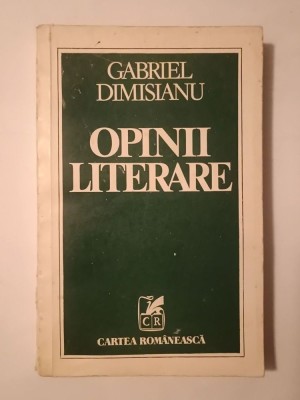 GABRIEL
DIMISIANU
OPINII
LITERARE
CR
CARTEA ROMÂNEASCĂ